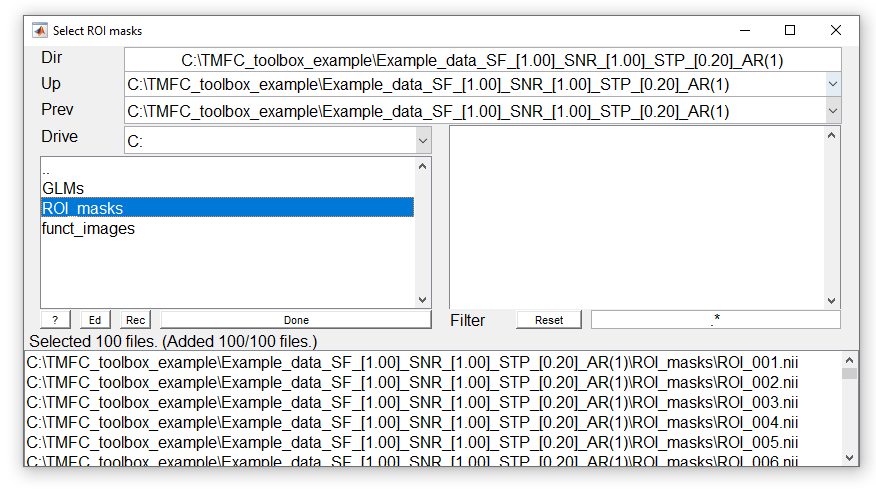 Select ROI masks
Dir C:\TMFC_toolbox_example\Example_data_SF_[1.00]_SNR_[1.00]_STP_[0.20]_AR(1)
Up C:\TMFC_toolbox_example\Example_data_SF_[1.00]_SNR_[1.00]_STP_[0.20]_AR(1)
Prev C:\TMFC_toolbox_example\Example_data_SF_[1.00]_SNR_[1.00]_STP_[0.20]_AR(1)
Drive C:
..
GLMs
ROI_masks
funct_images
? Ed Rec Done Filter Reset .*
Selected 100 files. (Added 100/100 files.)
C:\TMFC_toolbox_example\Example_data_SF_[1.00]_SNR_[1.00]_STP_[0.20]_AR(1)\ROI_masks\ROI_001.nii
C:\TMFC_toolbox_example\Example_data_SF_[1.00]_SNR_[1.00]_STP_[0.20]_AR(1)\ROI_masks\ROI_002.nii
C:\TMFC_toolbox_example\Example_data_SF_[1.00]_SNR_[1.00]_STP_[0.20]_AR(1)\ROI_masks\ROI_003.nii
C:\TMFC_toolbox_example\Example_data_SF_[1.00]_SNR_[1.00]_STP_[0.20]_AR(1)\ROI_masks\ROI_004.nii
C:\TMFC_toolbox_example\Example_data_SF_[1.00]_SNR_[1.00]_STP_[0.20]_AR(1)\ROI_masks\ROI_005.nii
C:\TMFC_toolbox_example\Example_data_SF_[1.00]_SNR_[1.00]_STP_[0.20]_AR(1)\ROI_masks\ROI_006.nii